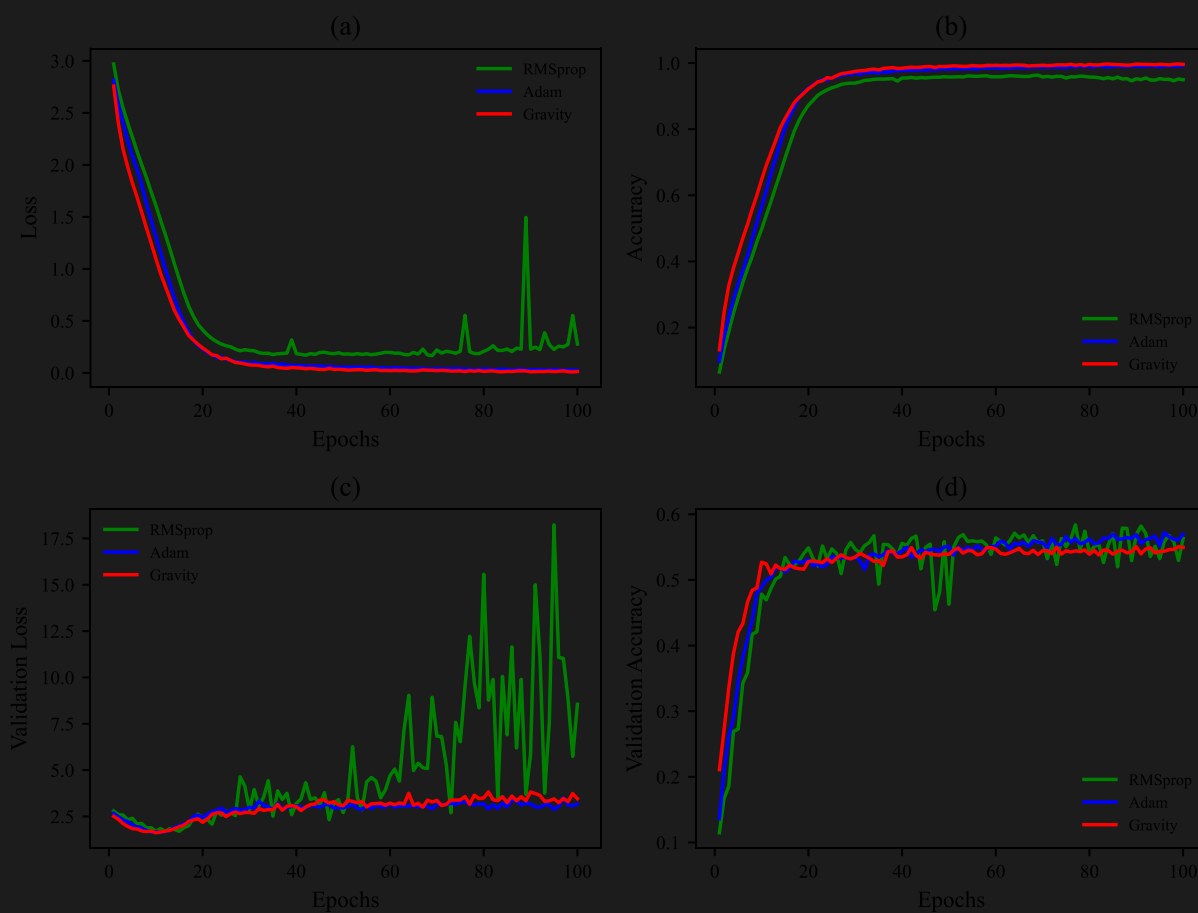 (a)
Loss
3.0
2.5
2.0
1.5
1.0
0.5
0.0
RMSprop
Adam
Gravity
0 20 40 60 80 100
Epochs
(b)
Accuracy
1.0
0.8
0.6
0.4
0.2
RMSprop
Adam
Gravity
0 20 40 60 80 100
Epochs
(c)
Validation Loss
17.5
15.0
12.5
10.0
7.5
5.0
2.5
RMSprop
Adam
Gravity
0 20 40 60 80 100
Epochs
(d)
Validation Accuracy
0.6
0.5
0.4
0.3
0.2
0.1
RMSprop
Adam
Gravity
0 20 40 60 80 100
Epochs